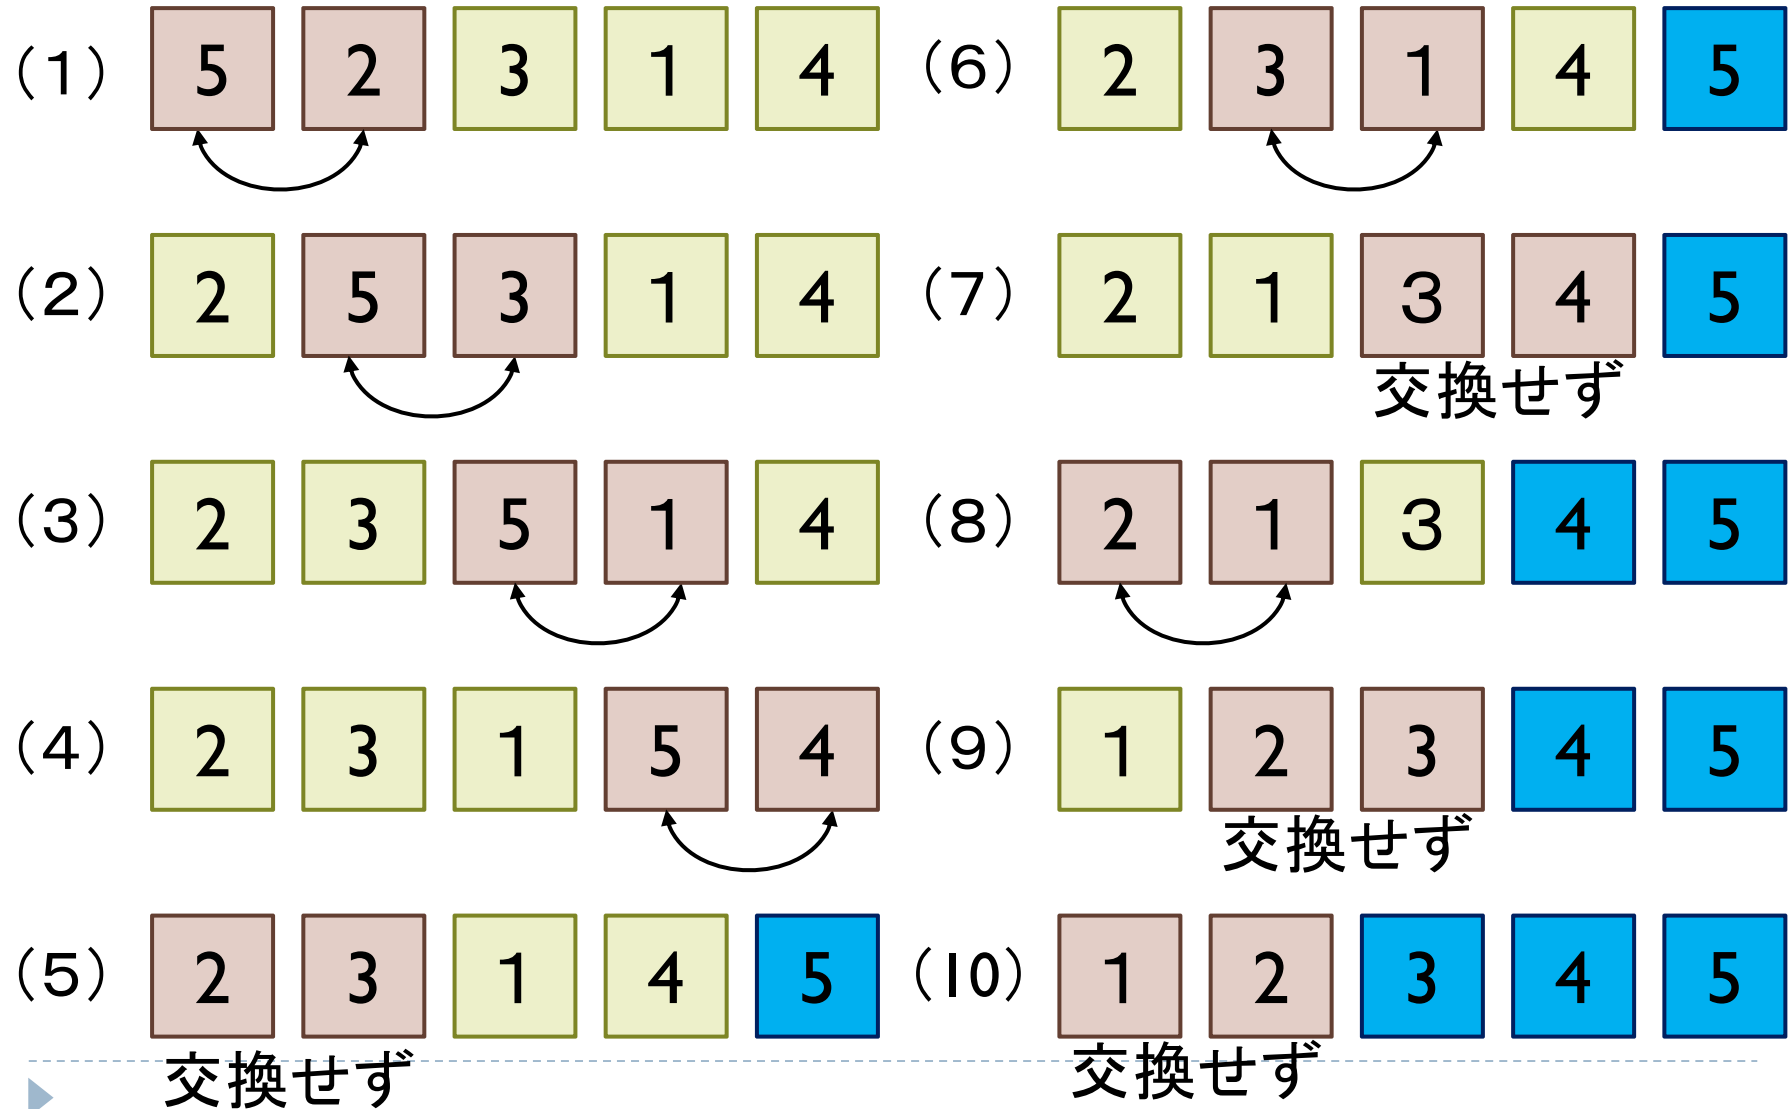 （１） 5 2 3 1 4
（２） 2 5 3 1 4
（３） 2 3 5 1 4
（４） 2 3 1 5 4
（５） 2 3 1 4 5
交換せず
（６） 2 3 1 4 5
（７） 2 1 ３ 4 5
交換せず
（８） 2 1 ３ 4 5
（９） 1 2 3 4 5
交換せず
（10） 1 2 3 4 5
交換せず